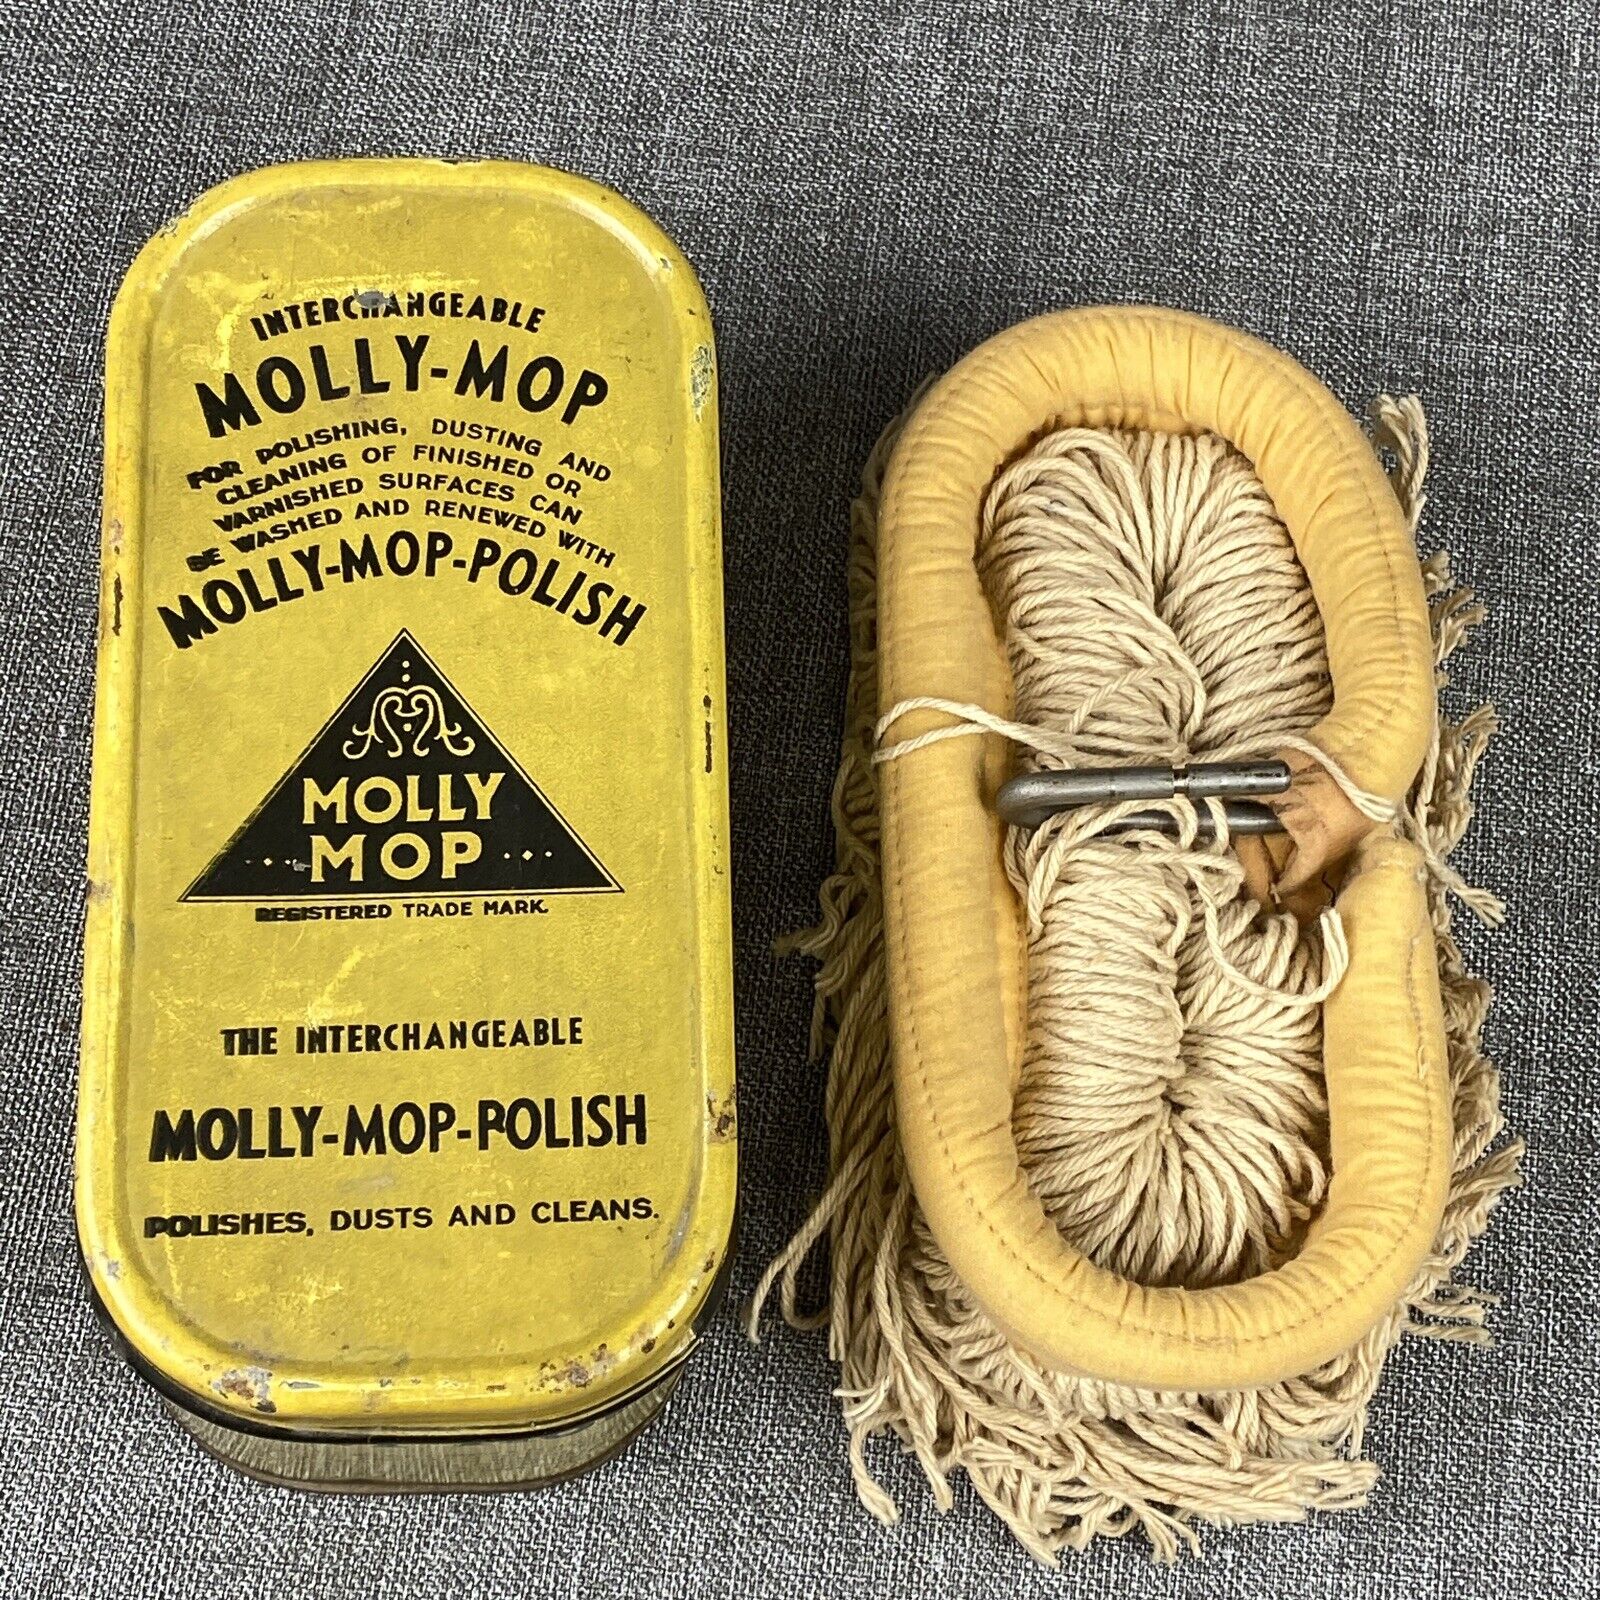 INTERCHANGEABLE
MOLLY-MOP
FOR POLISHING, DUSTING AND
CLEANING OF FINISHED OR
VARNISHED SURFACES CAN
BE WASHED AND RENEWED WITH
MOLLY-MOP-POLISH
MOLLY
MOP
REGISTERED TRADE MARK.
THE INTERCHANGEABLE
MOLLY-MOP-POLISH
POLISHES, DUSTS AND CLEANS.